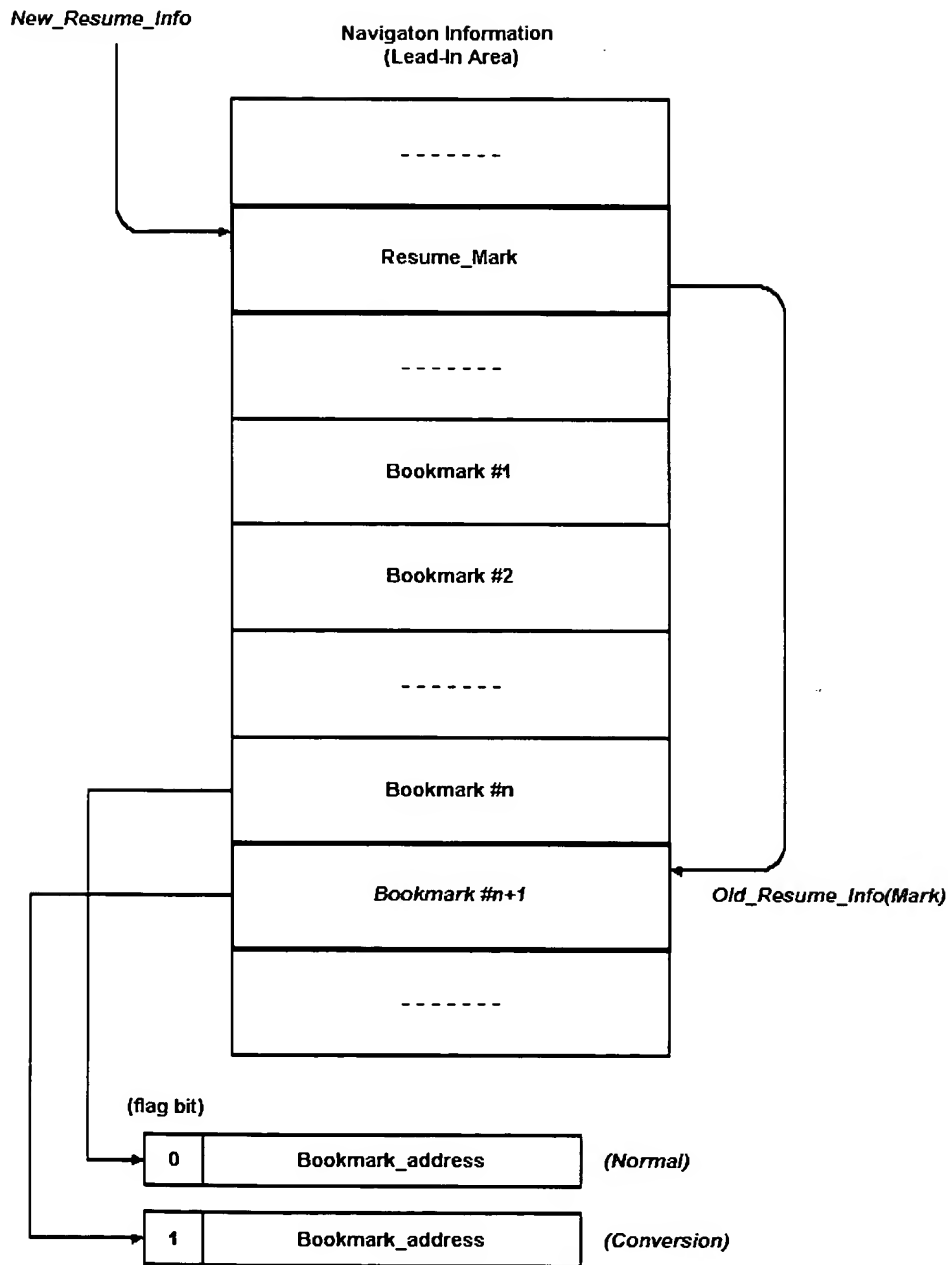 New_Resume_Info
Navigaton Information
(Lead-In Area)
- - - - - - -
Resume_Mark
- - - - - - -
Bookmark #1
Bookmark #2
- - - - - - -
Bookmark #n
Bookmark #n+1
Old_Resume_Info(Mark)
- - - - - - -
(flag bit)
0 Bookmark_address (Normal)
1 Bookmark_address (Conversion)